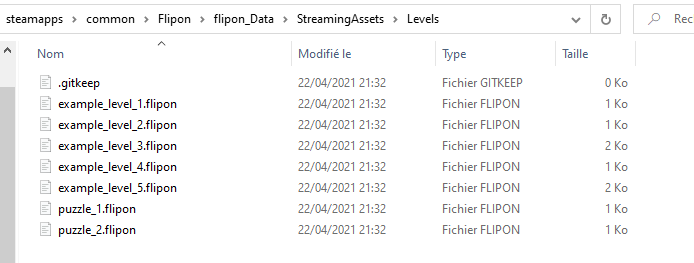 steamapps > common > Flipon > flipon_Data > StreamingAssets > Levels Rec
Nom Modifié le Type Taille
.gitkeep 22/04/2021 21:32 Fichier GITKEEP 0 Ko
example_level_1.flipon 22/04/2021 21:32 Fichier FLIPON 1 Ko
example_level_2.flipon 22/04/2021 21:32 Fichier FLIPON 1 Ko
example_level_3.flipon 22/04/2021 21:32 Fichier FLIPON 2 Ko
example_level_4.flipon 22/04/2021 21:32 Fichier FLIPON 1 Ko
example_level_5.flipon 22/04/2021 21:32 Fichier FLIPON 2 Ko
puzzle_1.flipon 22/04/2021 21:32 Fichier FLIPON 1 Ko
puzzle_2.flipon 22/04/2021 21:32 Fichier FLIPON 1 Ko